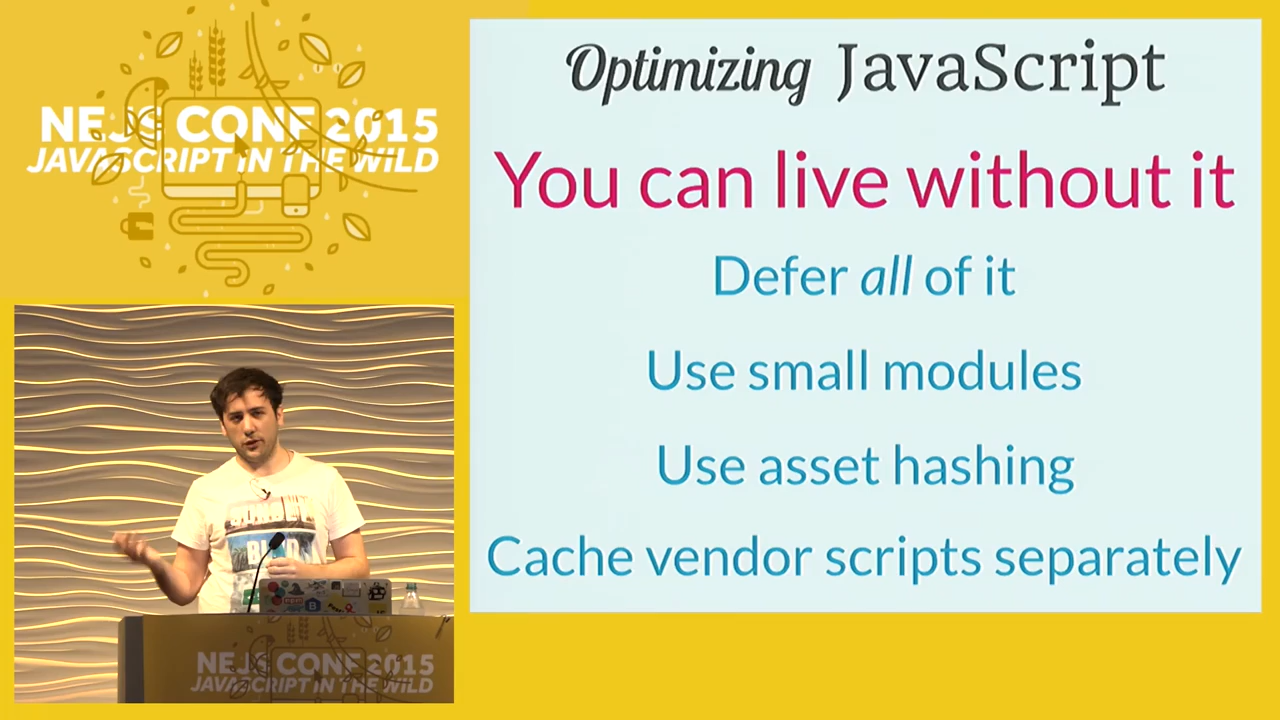 NEJS CONF 2015
JAVASCRIPT IN THE WILD
Optimizing JavaScript
You can live without it
Defer all of it
Use small modules
Use asset hashing
Cache vendor scripts separately
NEJS CONF 2015
JAVASCRIPT IN THE WILD